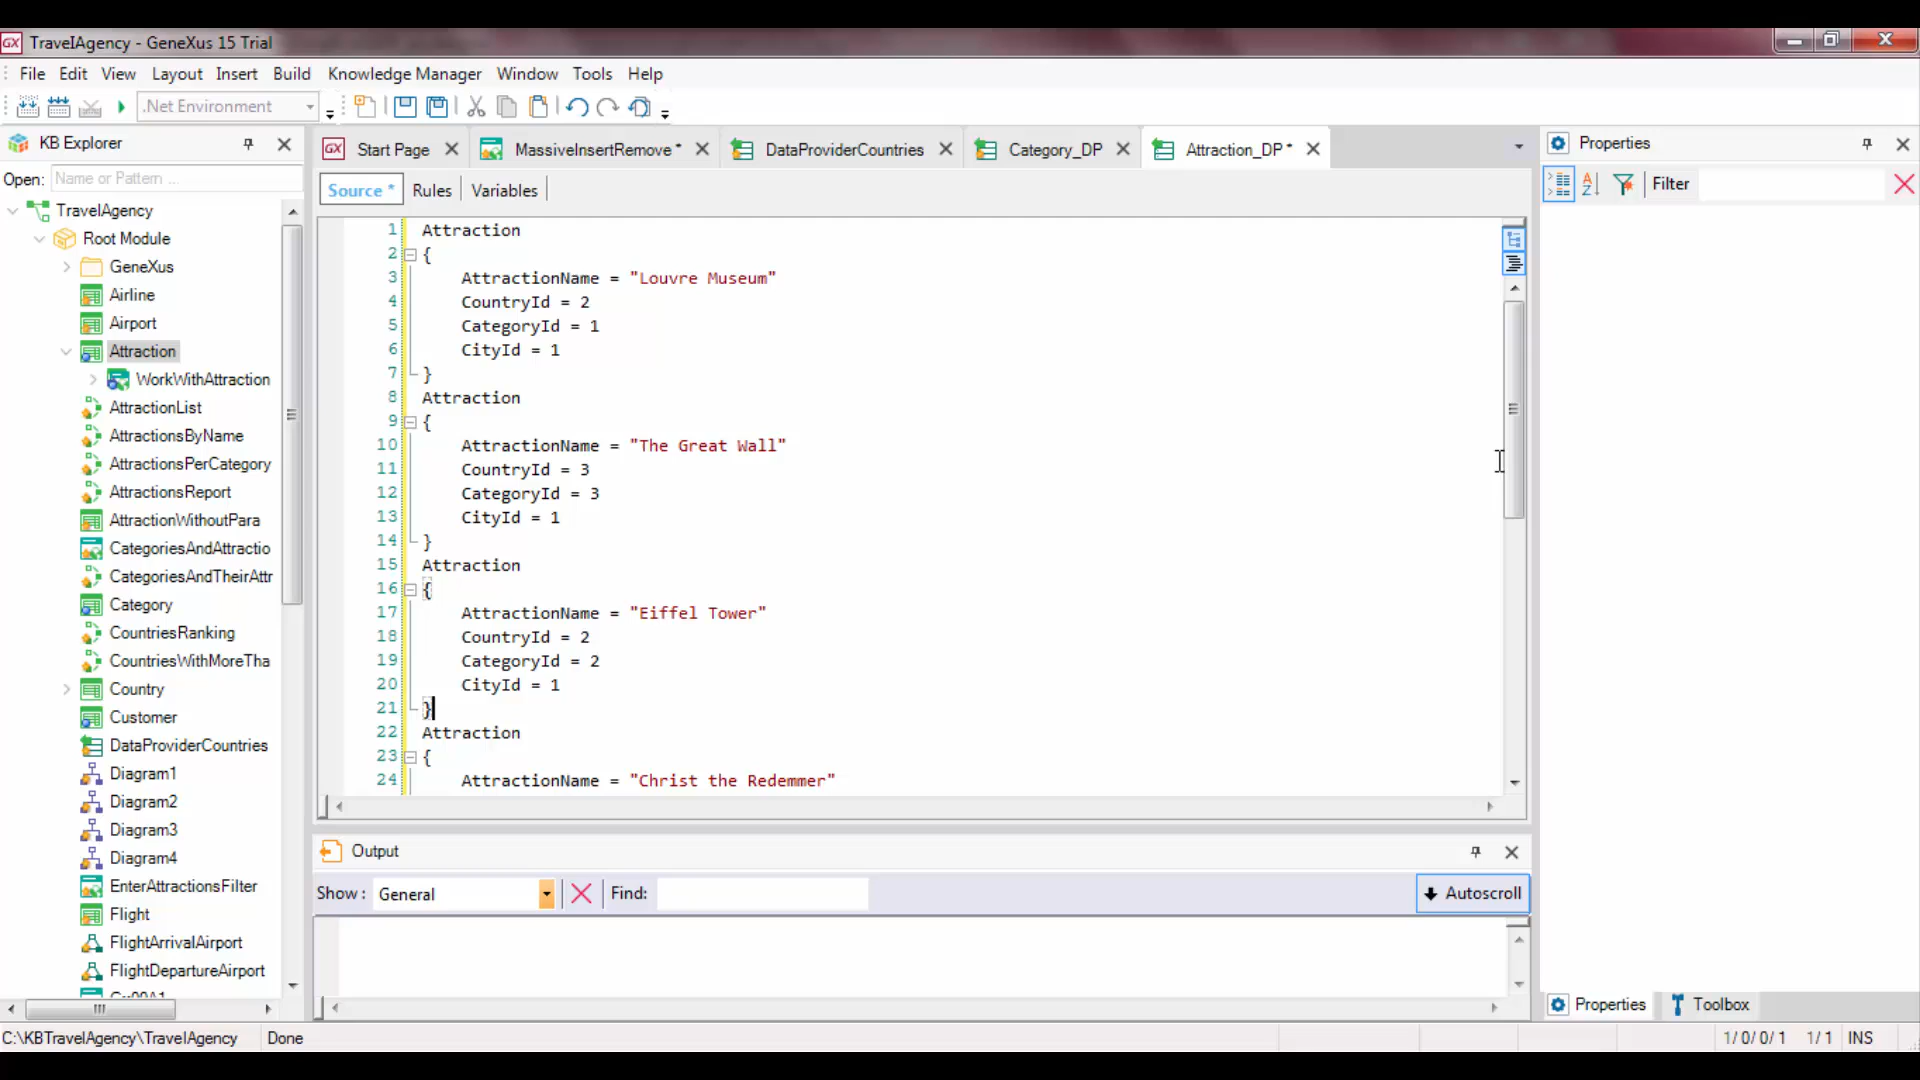 TravelAgency - GeneXus 15 Trial
File Edit View Layout Insert Build Knowledge Manager Window Tools Help
.Net Environment
KB Explorer
Open: Name or Pattern ...
TravelAgency
Root Module
GeneXus
Airline
Airport
Attraction
WorkWithAttraction
AttractionList
AttractionsByName
AttractionsPerCategory
AttractionsReport
AttractionWithoutPara
CategoriesAndAttractio
CategoriesAndTheirAttr
Category
CountriesRanking
CountriesWithMoreTha
Country
Customer
DataProviderCountries
Diagram1
Diagram2
Diagram3
Diagram4
EnterAttractionsFilter
Flight
FlightArrivalAirport
FlightDepartureAirport
Start Page MassiveInsertRemove * DataProviderCountries Category_DP Attraction_DP *
Source * Rules Variables
1 Attraction
2 {
3 AttractionName = "Louvre Museum"
4 CountryId = 2
5 CategoryId = 1
6 CityId = 1
7 }
8 Attraction
9 {
10 AttractionName = "The Great Wall"
11 CountryId = 3
12 CategoryId = 3
13 CityId = 1
14 }
15 Attraction
16 {
17 AttractionName = "Eiffel Tower"
18 CountryId = 2
19 CategoryId = 2
20 CityId = 1
21 }
22 Attraction
23 {
24 AttractionName = "Christ the Redemmer"
Output
Show : General Find: Autoscroll
Properties
Filter
Properties Toolbox
C:\KBTravelAgency\TravelAgency Done 1/ 0/ 0/ 1 1/ 1 INS